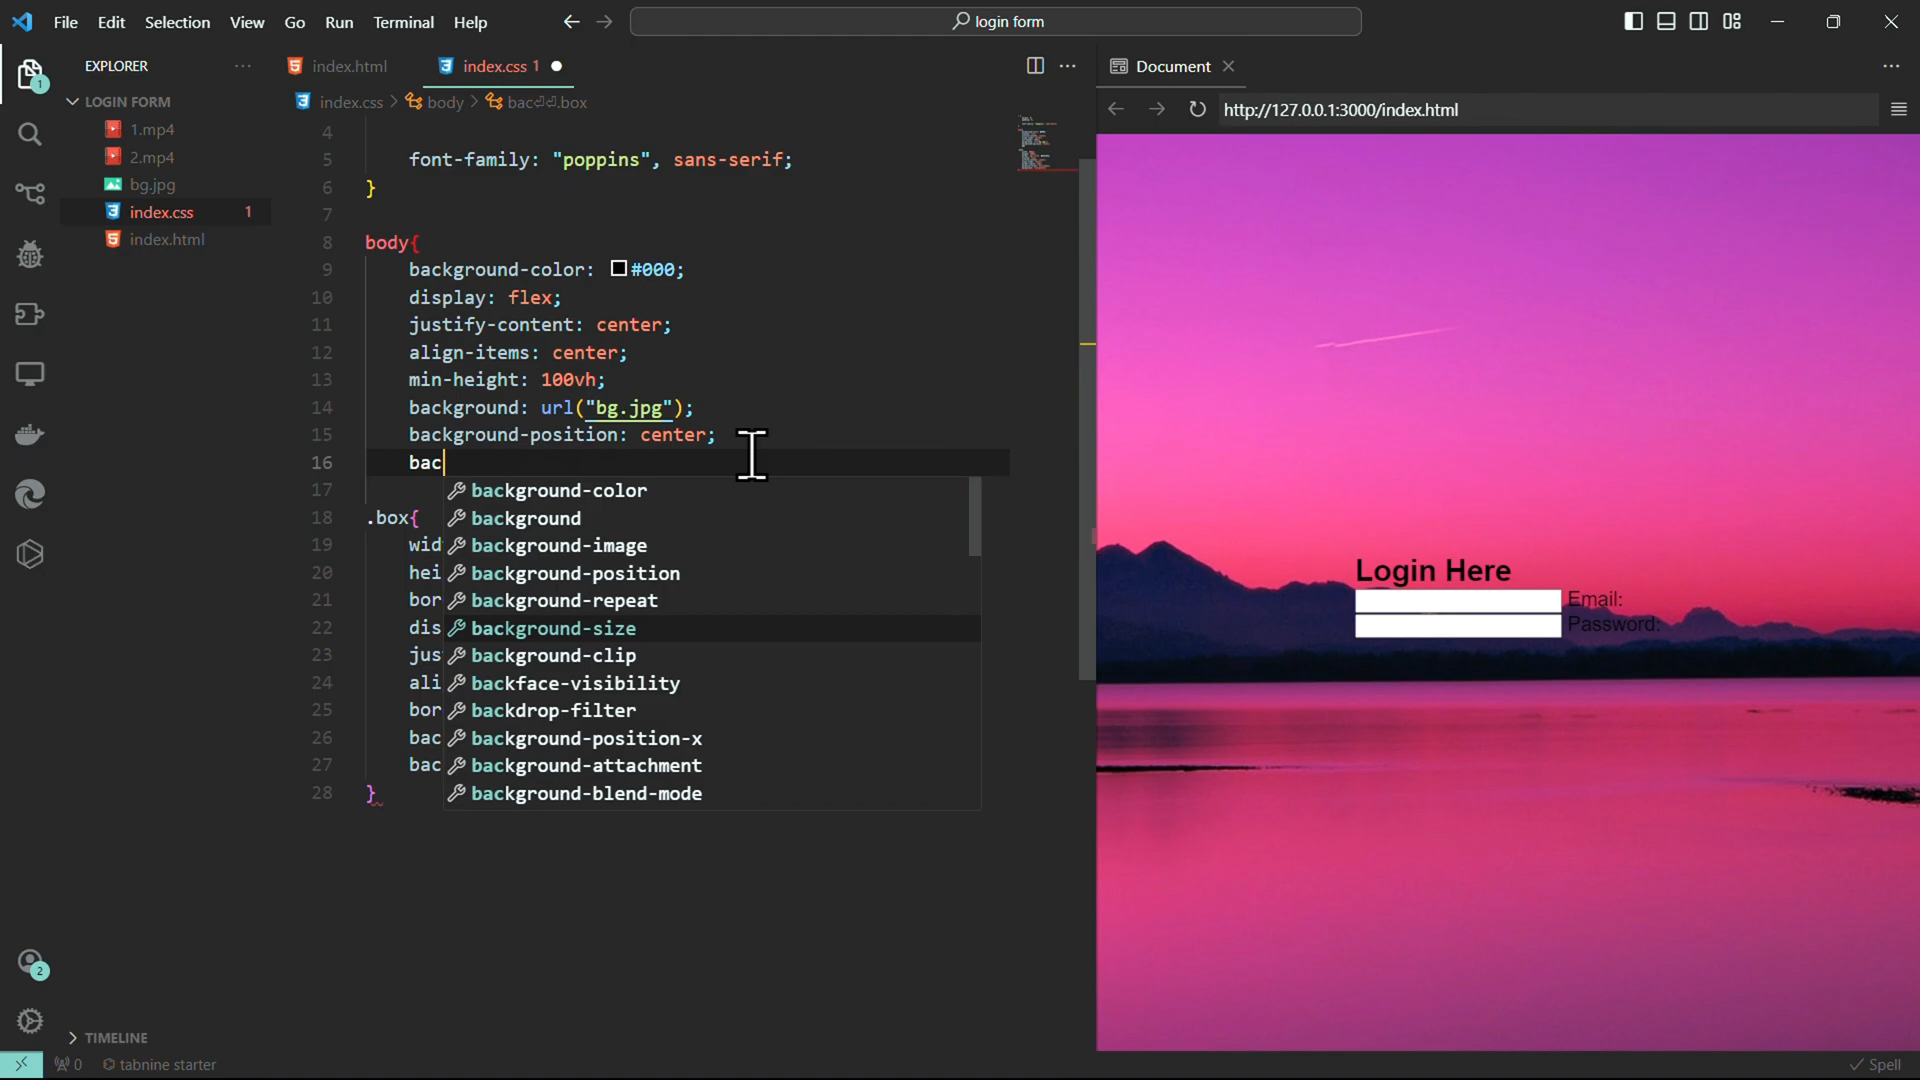 File Edit Selection View Go Run Terminal Help
login form
EXPLORER
LOGIN FORM
1.mp4
2.mp4
bg.jpg
index.css 1
index.html
TIMELINE
1
2
index.html
index.css 1
index.css > body > bac⏎⏎.box
4
5 font-family: "poppins", sans-serif;
6 }
7
8 body{
9 background-color: #000;
10 display: flex;
11 justify-content: center;
12 align-items: center;
13 min-height: 100vh;
14 background: url("bg.jpg");
15 background-position: center;
16 bac
17
18 .box{
19 wid
20 hei
21 bor
22 dis
23 jus
24 ali
25 bor
26 bac
27 bac
28 }
background-color
background
background-image
background-position
background-repeat
background-size
background-clip
backface-visibility
backdrop-filter
background-position-x
background-attachment
background-blend-mode
Document
http://127.0.0.1:3000/index.html
Login Here
Email:
Password:
0 tabnine starter
Spell